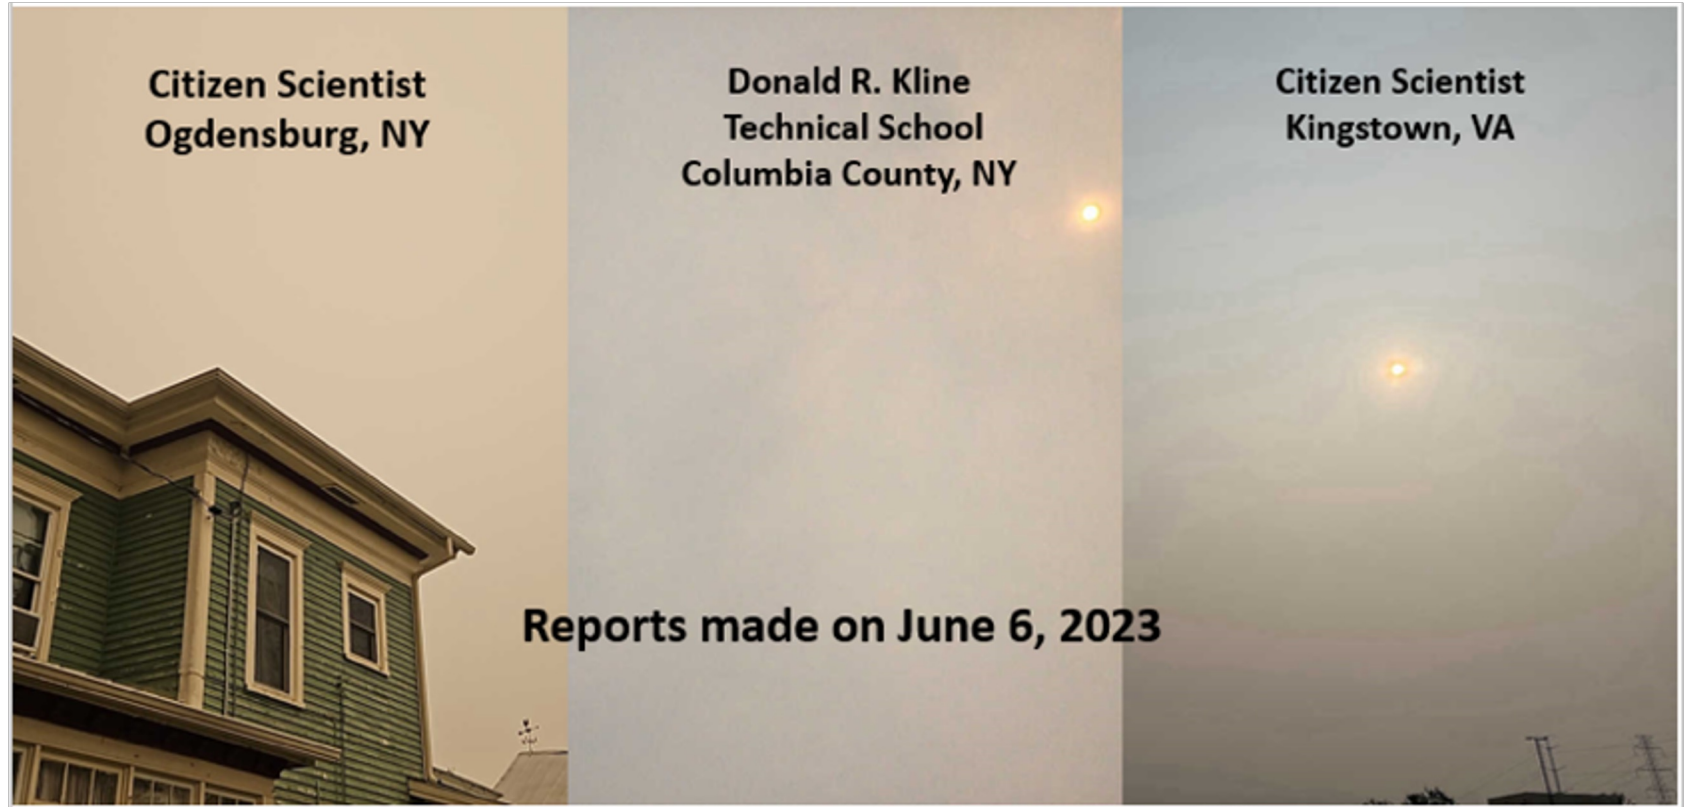 Citizen Scientist
Ogdensburg, NY
Donald R. Kline
Technical School
Columbia County, NY
Citizen Scientist
Kingstown, VA
Reports made on June 6, 2023